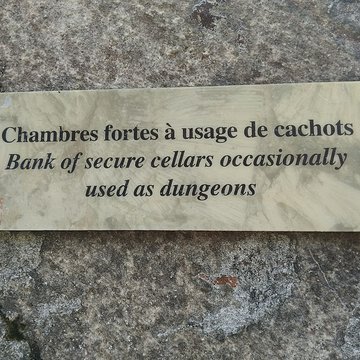 Chambres fortes à usage de cachots
Bank of secure cellars occasionally
used as dungeons